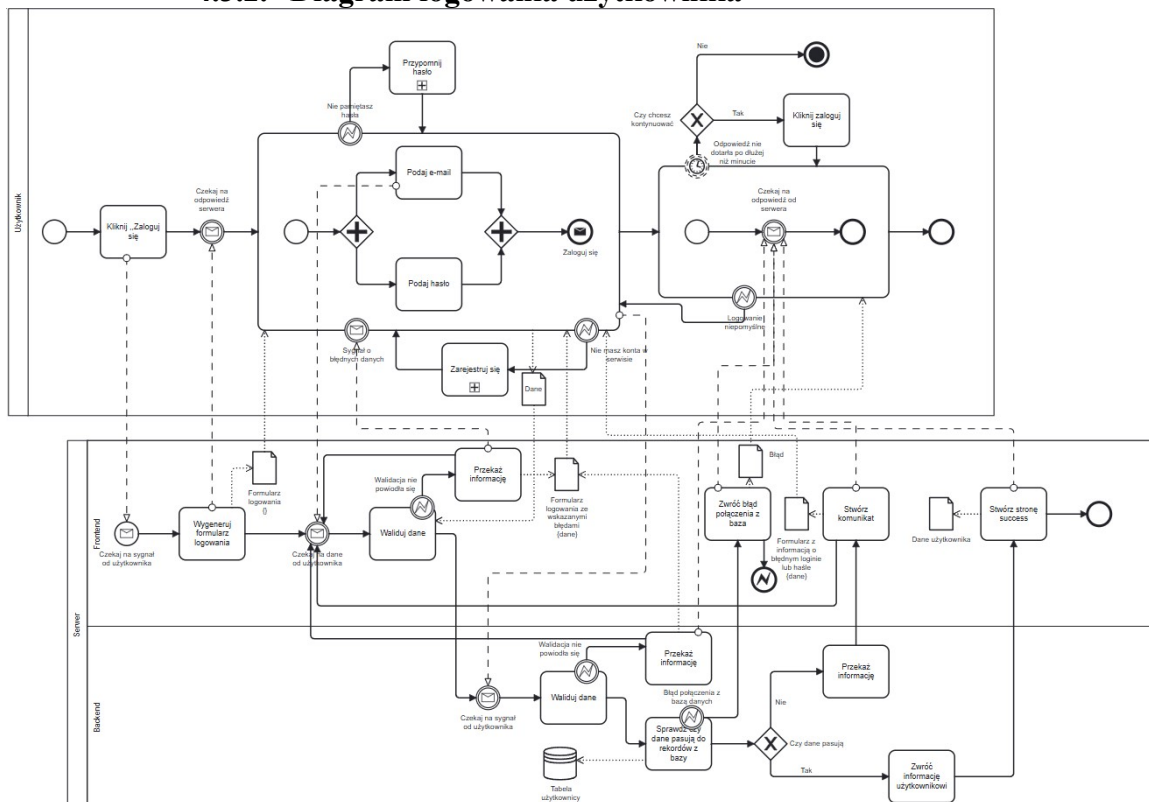 Diagram logowania użytkownika
Użytkownik
Kliknij „Zaloguj
się
Czekaj na
odpowiedź
serwera
Nie pamiętasz
hasła
Przypomnij
hasło
Podaj e-mail
Podaj hasło
Zaloguj się
Sygnał o
błędnych danych
Zarejestruj się
Nie masz konta w
serwisie
Dane
Nie
Czy chcesz
kontynuować
Tak
Kliknij zaloguj
się
Odpowiedź nie
dotarła po dłużej
niż minucie
Czekaj na
odpowiedź od
serwera
Logowanie
niepomyślne
Serwer
Frontend
Czekaj na sygnał
od użytkownika
Wygeneruj
formularz
logowania
Formularz
logowania
{}
Czekaj na dane
od użytkownika
Waliduj dane
Walidacja nie
powiodła się
Przekaż
informację
Formularz
logowania ze
wskazanymi
błędami
{dane}
Zwróć błąd
połączenia z
baza
Błąd
Formularz z
informacją o
błędnym loginie
lub haśle
{dane}
Stwórz
komunikat
Dane użytkownika
Stwórz stronę
success
Backend
Czekaj na sygnał
od użytkownika
Waliduj dane
Walidacja nie
powiodła się
Przekaż
informację
Błąd połączenia z
bazą danych
Sprawdź czy
dane pasują do
rekordów z
bazy
Tabela
użytkownicy
Czy dane pasują
Nie
Przekaż
informację
Tak
Zwróć
informację
użytkownikowi